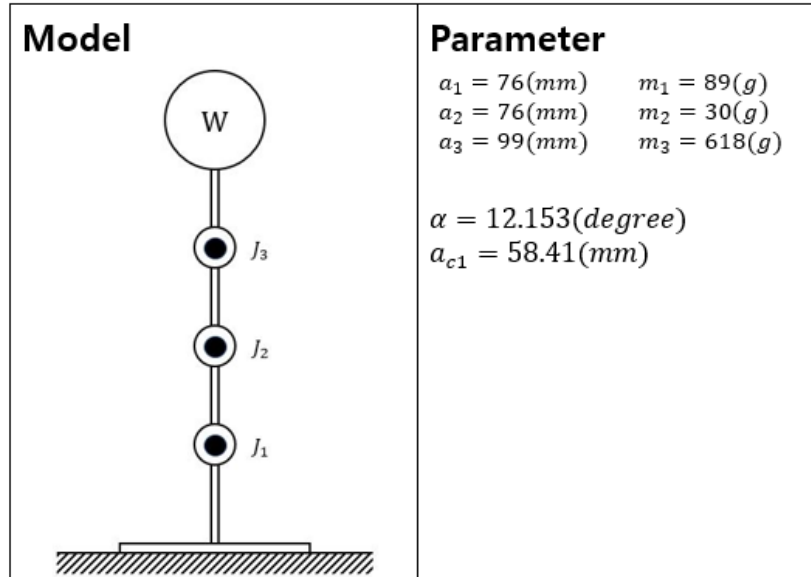 Model
W
J₃
J₂
J₁
Parameter
a₁ = 76(mm) m₁ = 89(g)
a₂ = 76(mm) m₂ = 30(g)
a₃ = 99(mm) m₃ = 618(g)
α = 12.153(degree)
a_c1 = 58.41(mm)